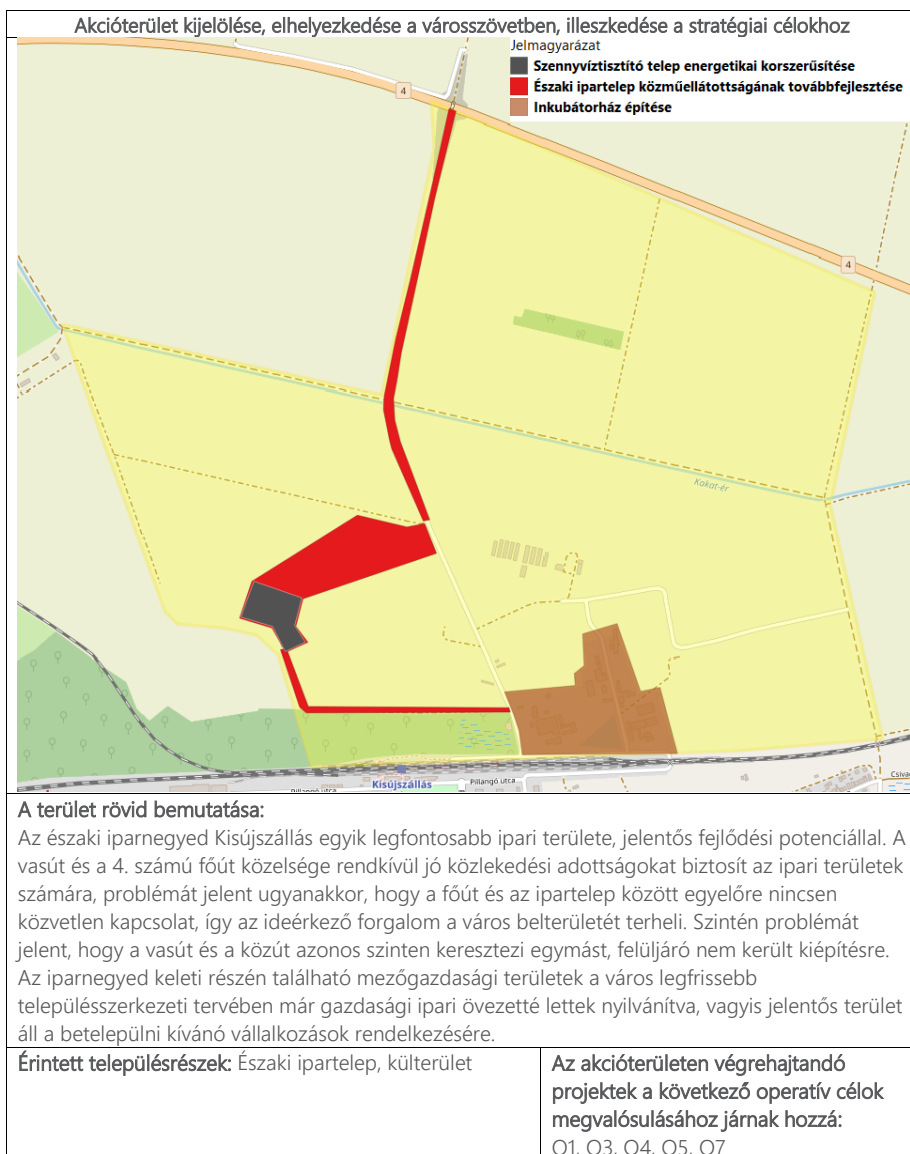 Akcióterület kijelölése, elhelyezkedése a városszövetben, illeszkedése a stratégiai célokhoz
Jelmagyarázat
Szennyvíztisztító telep energetikai korszerűsítése
Északi ipartelep közműellátottságának továbbfejlesztése
Inkubátorház építése
4
4
Kakat-ér
Kisújszállás
Pillangó utca
Pillangó utca
A terület rövid bemutatása:
Az északi iparnegyed Kisújszállás egyik legfontosabb ipari területe, jelentős fejlődési potenciállal. A
vasút és a 4. számú főút közelsége rendkívül jó közlekedési adottságokat biztosít az ipari területek
számára, problémát jelent ugyanakkor, hogy a főút és az ipartelep között egyelőre nincsen
közvetlen kapcsolat, így az ideérkező forgalom a város belterületét terheli. Szintén problémát
jelent, hogy a vasút és a közút azonos szinten keresztezi egymást, felüljáró nem került kiépítésre.
Az iparnegyed keleti részén található mezőgazdasági területek a város legfrissebb
településszerkezeti tervében már gazdasági ipari övezetté lettek nyilvánítva, vagyis jelentős terület
áll a betelepülni kívánó vállalkozások rendelkezésére.
Érintett településrészek: Északi ipartelep, külterület
Az akcióterületen végrehajtandó
projektek a következő operatív célok
megvalósulásához járnak hozzá:
O1, O3, O4, O5, O7